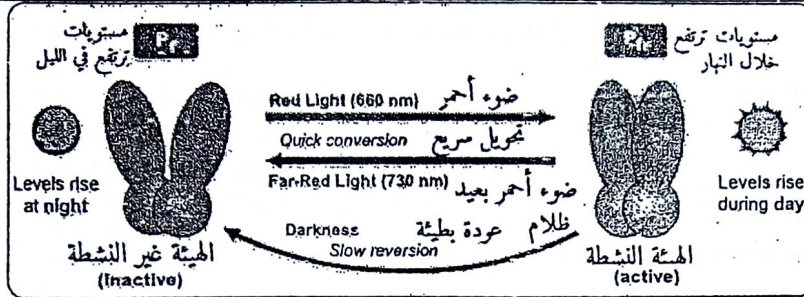 مستويات
ترتفع في الليل
Pr
Levels rise
at night
الهيئة غير النشطة
(Inactive)
Red Light (660 nm) ضوء أحمر
Quick conversion تحويل سريع
Far-Red Light (730 nm) ضوء أحمر بعيد
Darkness ظلام
Slow reversion عودة بطيئة
مستويات ترتفع
خلال النهار
Levels rise
during day
الهيئة النشطة
(active)